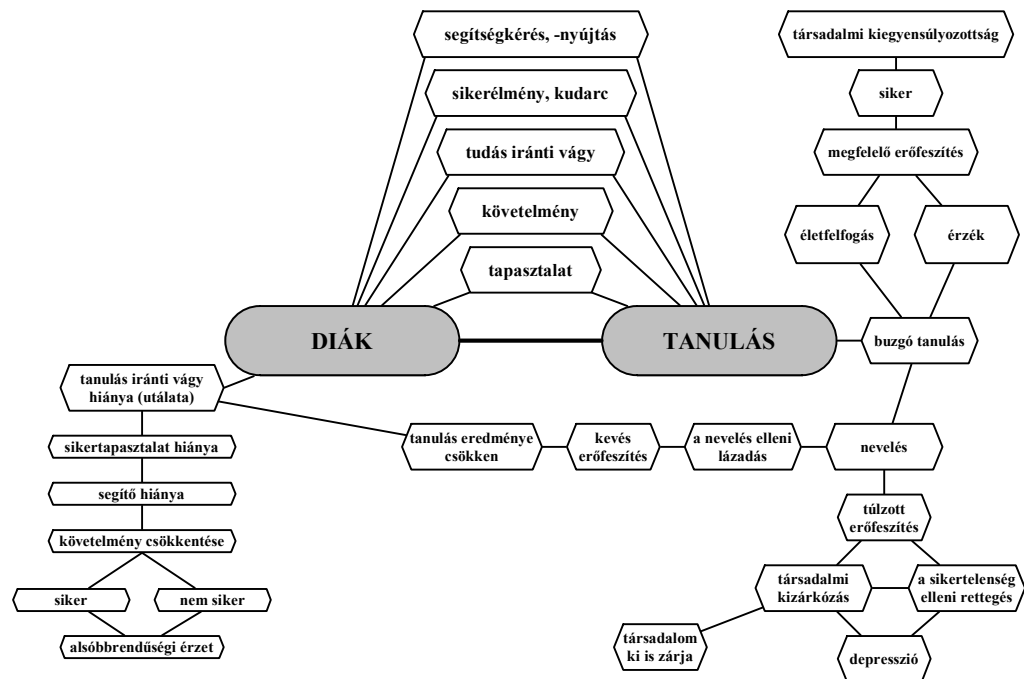 segítségkérés, -nyújtás
sikerélmény, kudarc
tudás iránti vágy
követelmény
tapasztalat
DIÁK
TANULÁS
társadalmi kiegyensúlyozottság
siker
megfelelő erőfeszítés
életfelfogás
érzék
buzgó tanulás
nevelés
a nevelés elleni
lázadás
kevés
erőfeszítés
tanulás eredménye
csökken
tanulás iránti vágy
hiánya (utálata)
sikertapasztalat hiánya
segítő hiánya
követelmény csökkentése
siker
nem siker
alsóbbrendűségi érzet
túlzott
erőfeszítés
társadalmi
kizárkózás
a sikertelenség
elleni rettegés
társadalom
ki is zárja
depresszió